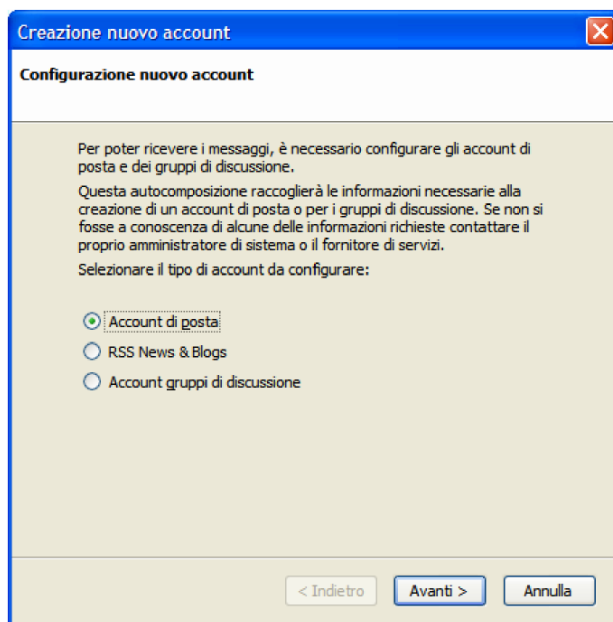 Creazione nuovo account
Configurazione nuovo account
Per poter ricevere i messaggi, è necessario configurare gli account di
posta e dei gruppi di discussione.
Questa autocomposizione raccoglierà le informazioni necessarie alla
creazione di un account di posta o per i gruppi di discussione. Se non si
fosse a conoscenza di alcune delle informazioni richieste contattare il
proprio amministratore di sistema o il fornitore di servizi.
Selezionare il tipo di account da configurare:
Account di posta
RSS News & Blogs
Account gruppi di discussione
< Indietro
Avanti >
Annulla